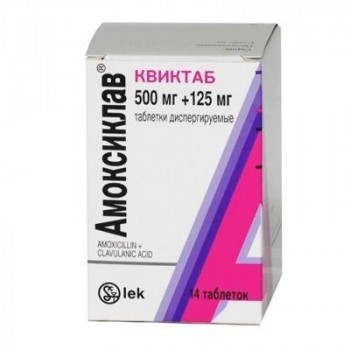 Амоксиклав®
КВИКТАБ
500 мг + 125 мг
таблетки диспергируемые
AMOXICILLIN +
CLAVULANIC ACID
lek
14 таблеток